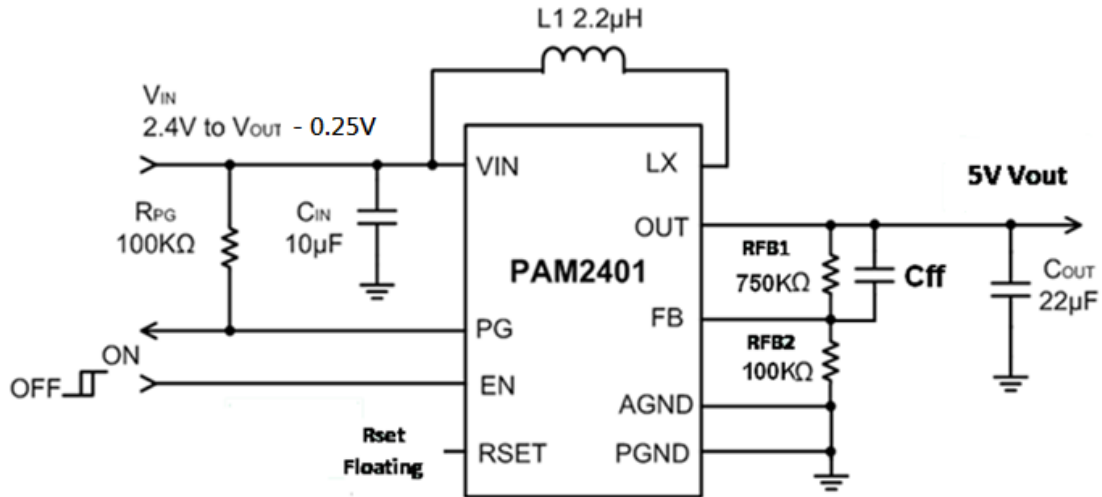 L1 2.2μH
VIN
2.4V to VOUT - 0.25V
VIN
LX
5V Vout
RPG
100KΩ
CIN
10μF
OUT
RFB1
750KΩ
Cff
COUT
22μF
PAM2401
FB
PG
RFB2
100KΩ
ON
OFF
EN
AGND
Rset
Floating
RSET
PGND